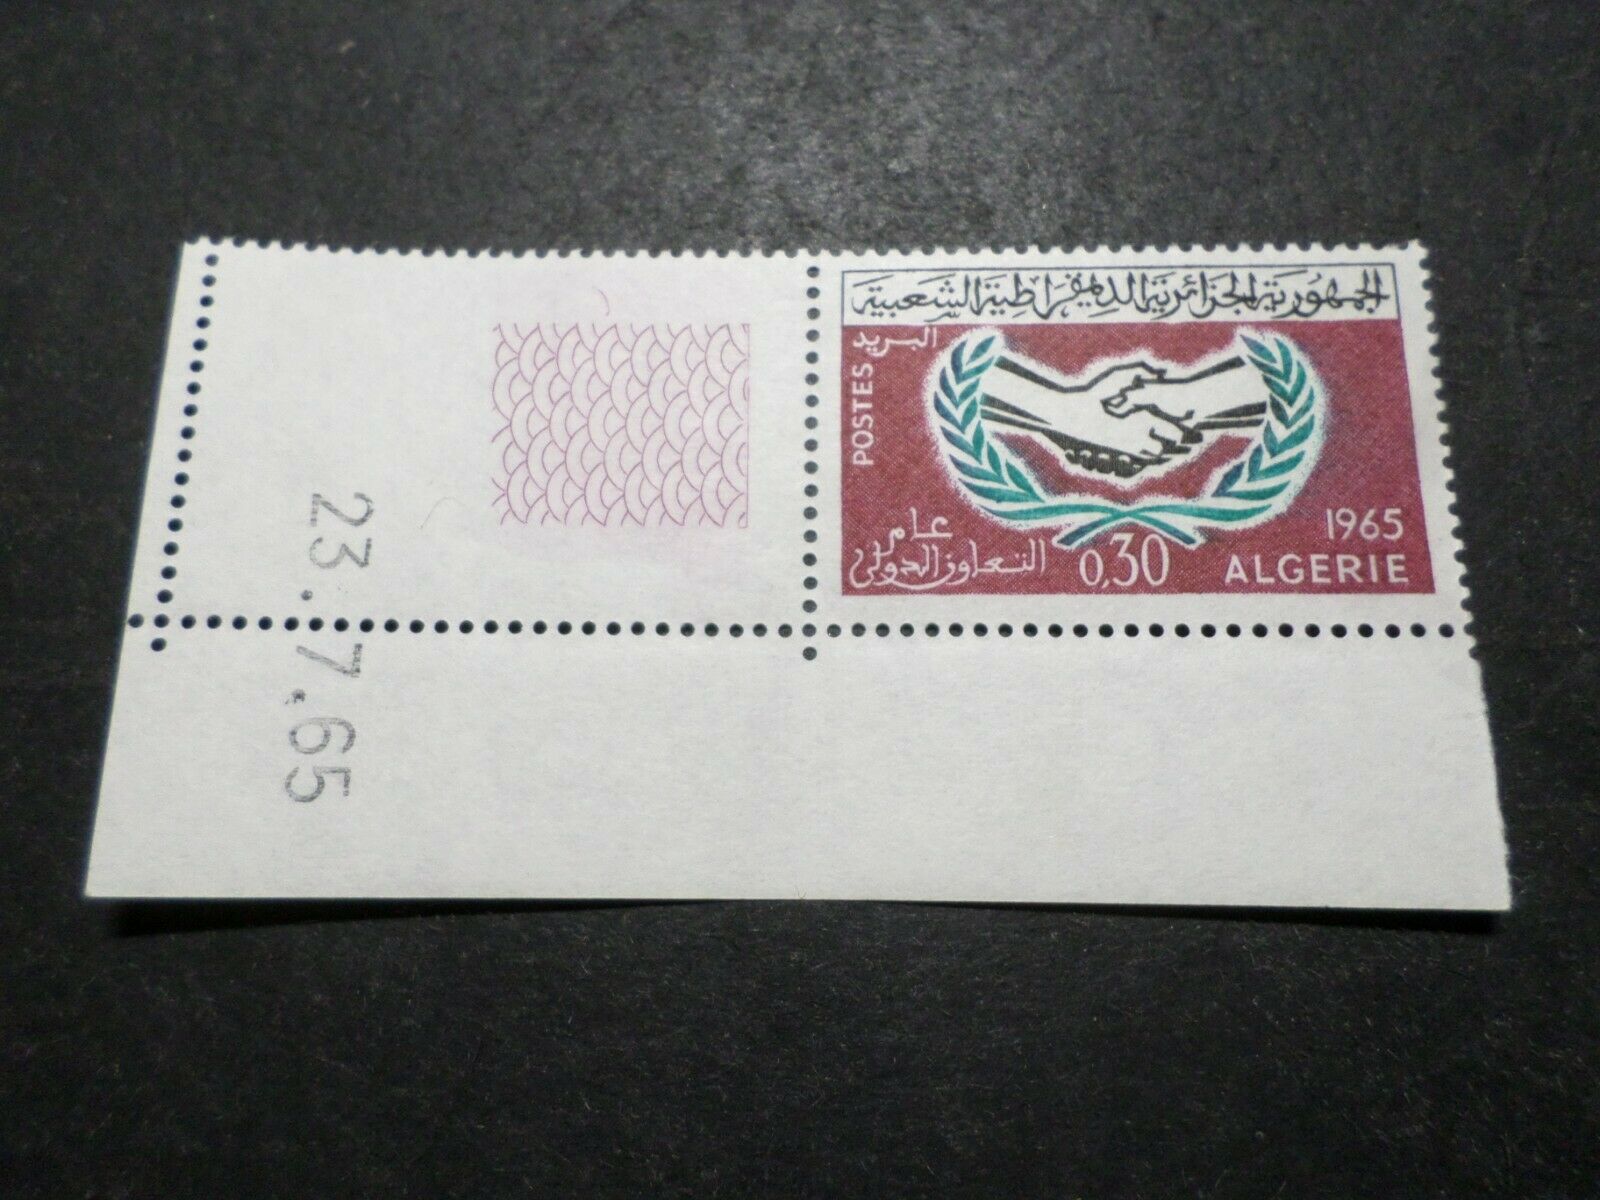 الجمهورية الجزائرية الديمقراطية الشعبية
البريد
POSTES
عام
التعاون الدولي
0,30
1965
ALGERIE
23.7.65